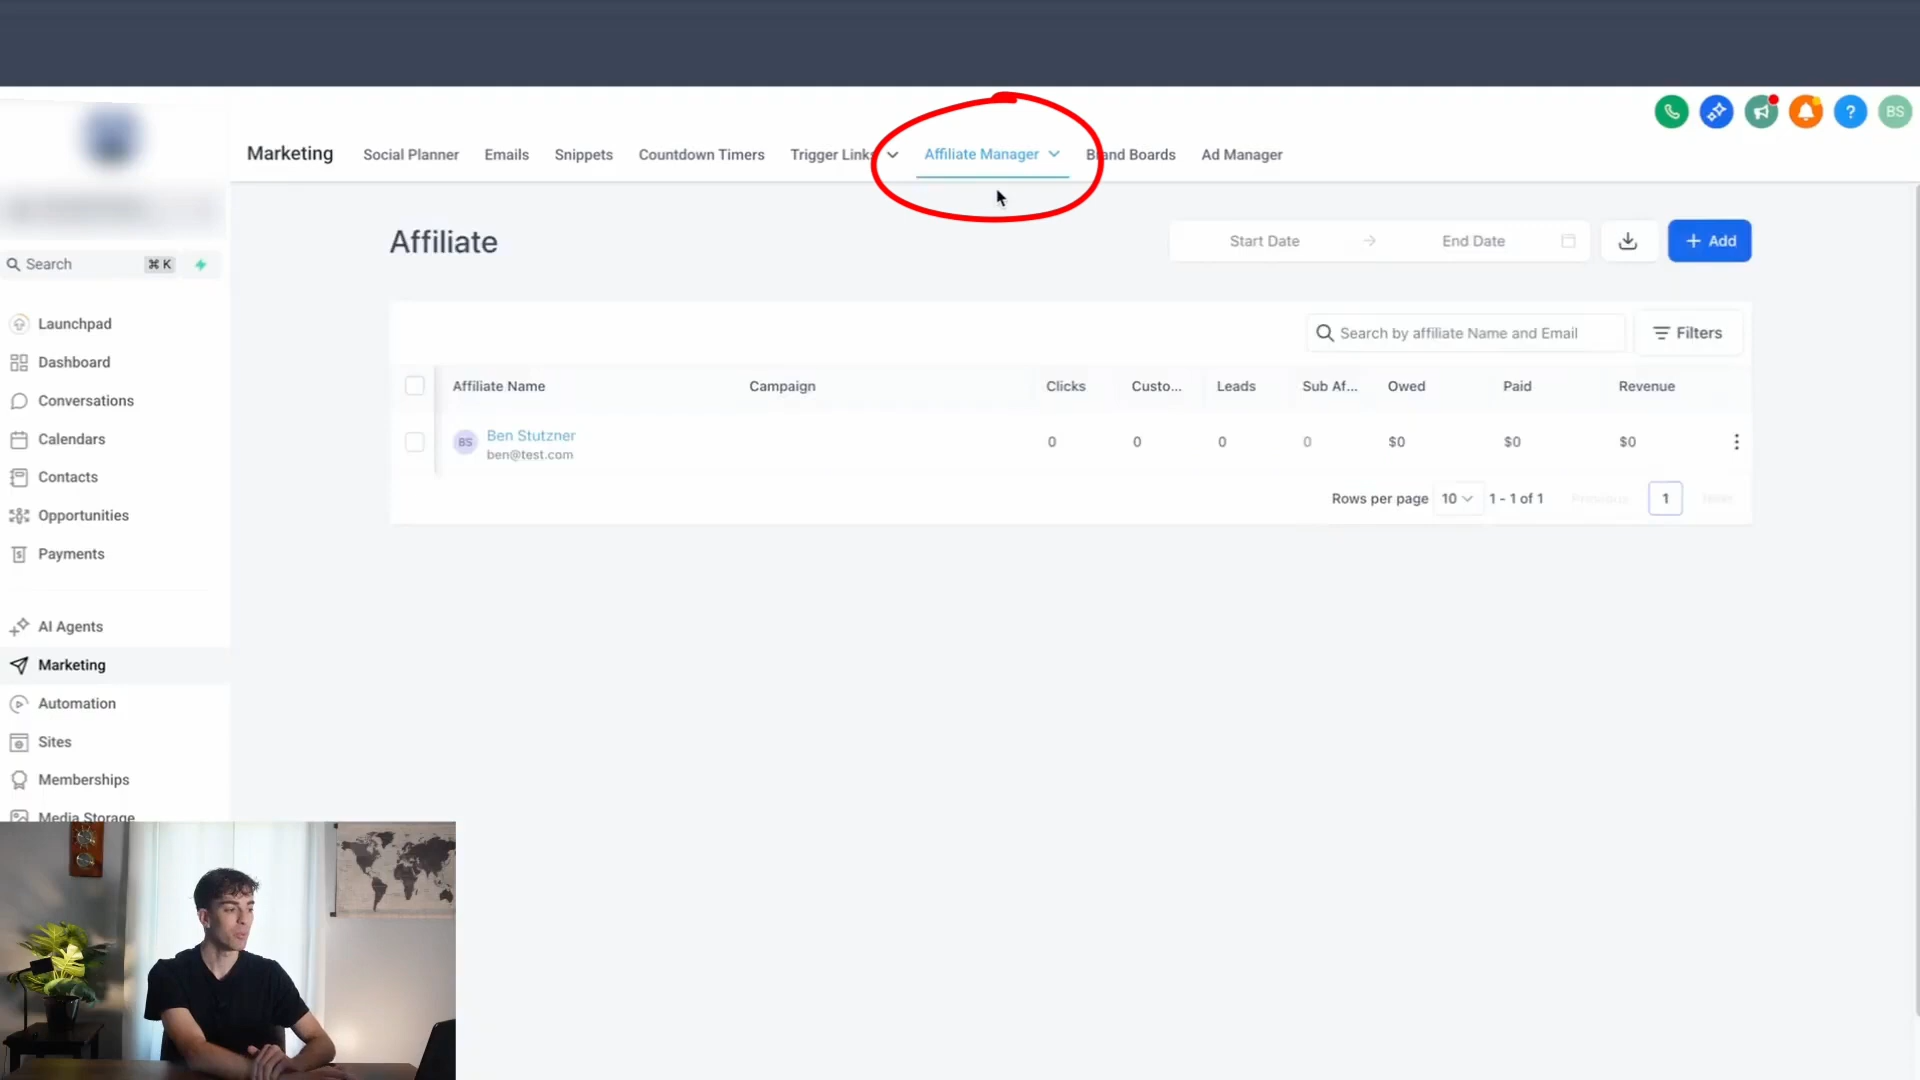 BS
Marketing Social Planner Emails Snippets Countdown Timers Trigger Links Affiliate Manager Brand Boards Ad Manager
Affiliate
Start Date → End Date
+ Add
Search ⌘ K
Launchpad
Dashboard
Conversations
Calendars
Contacts
Opportunities
Payments
AI Agents
Marketing
Automation
Sites
Memberships
Media Storage
Search by affiliate Name and Email
Filters
Affiliate Name Campaign Clicks Custo... Leads Sub Af... Owed Paid Revenue
BS Ben Stutzner 0 0 0 0 $0 $0 $0
ben@test.com
Rows per page 10 1 - 1 of 1 Previous 1 Next